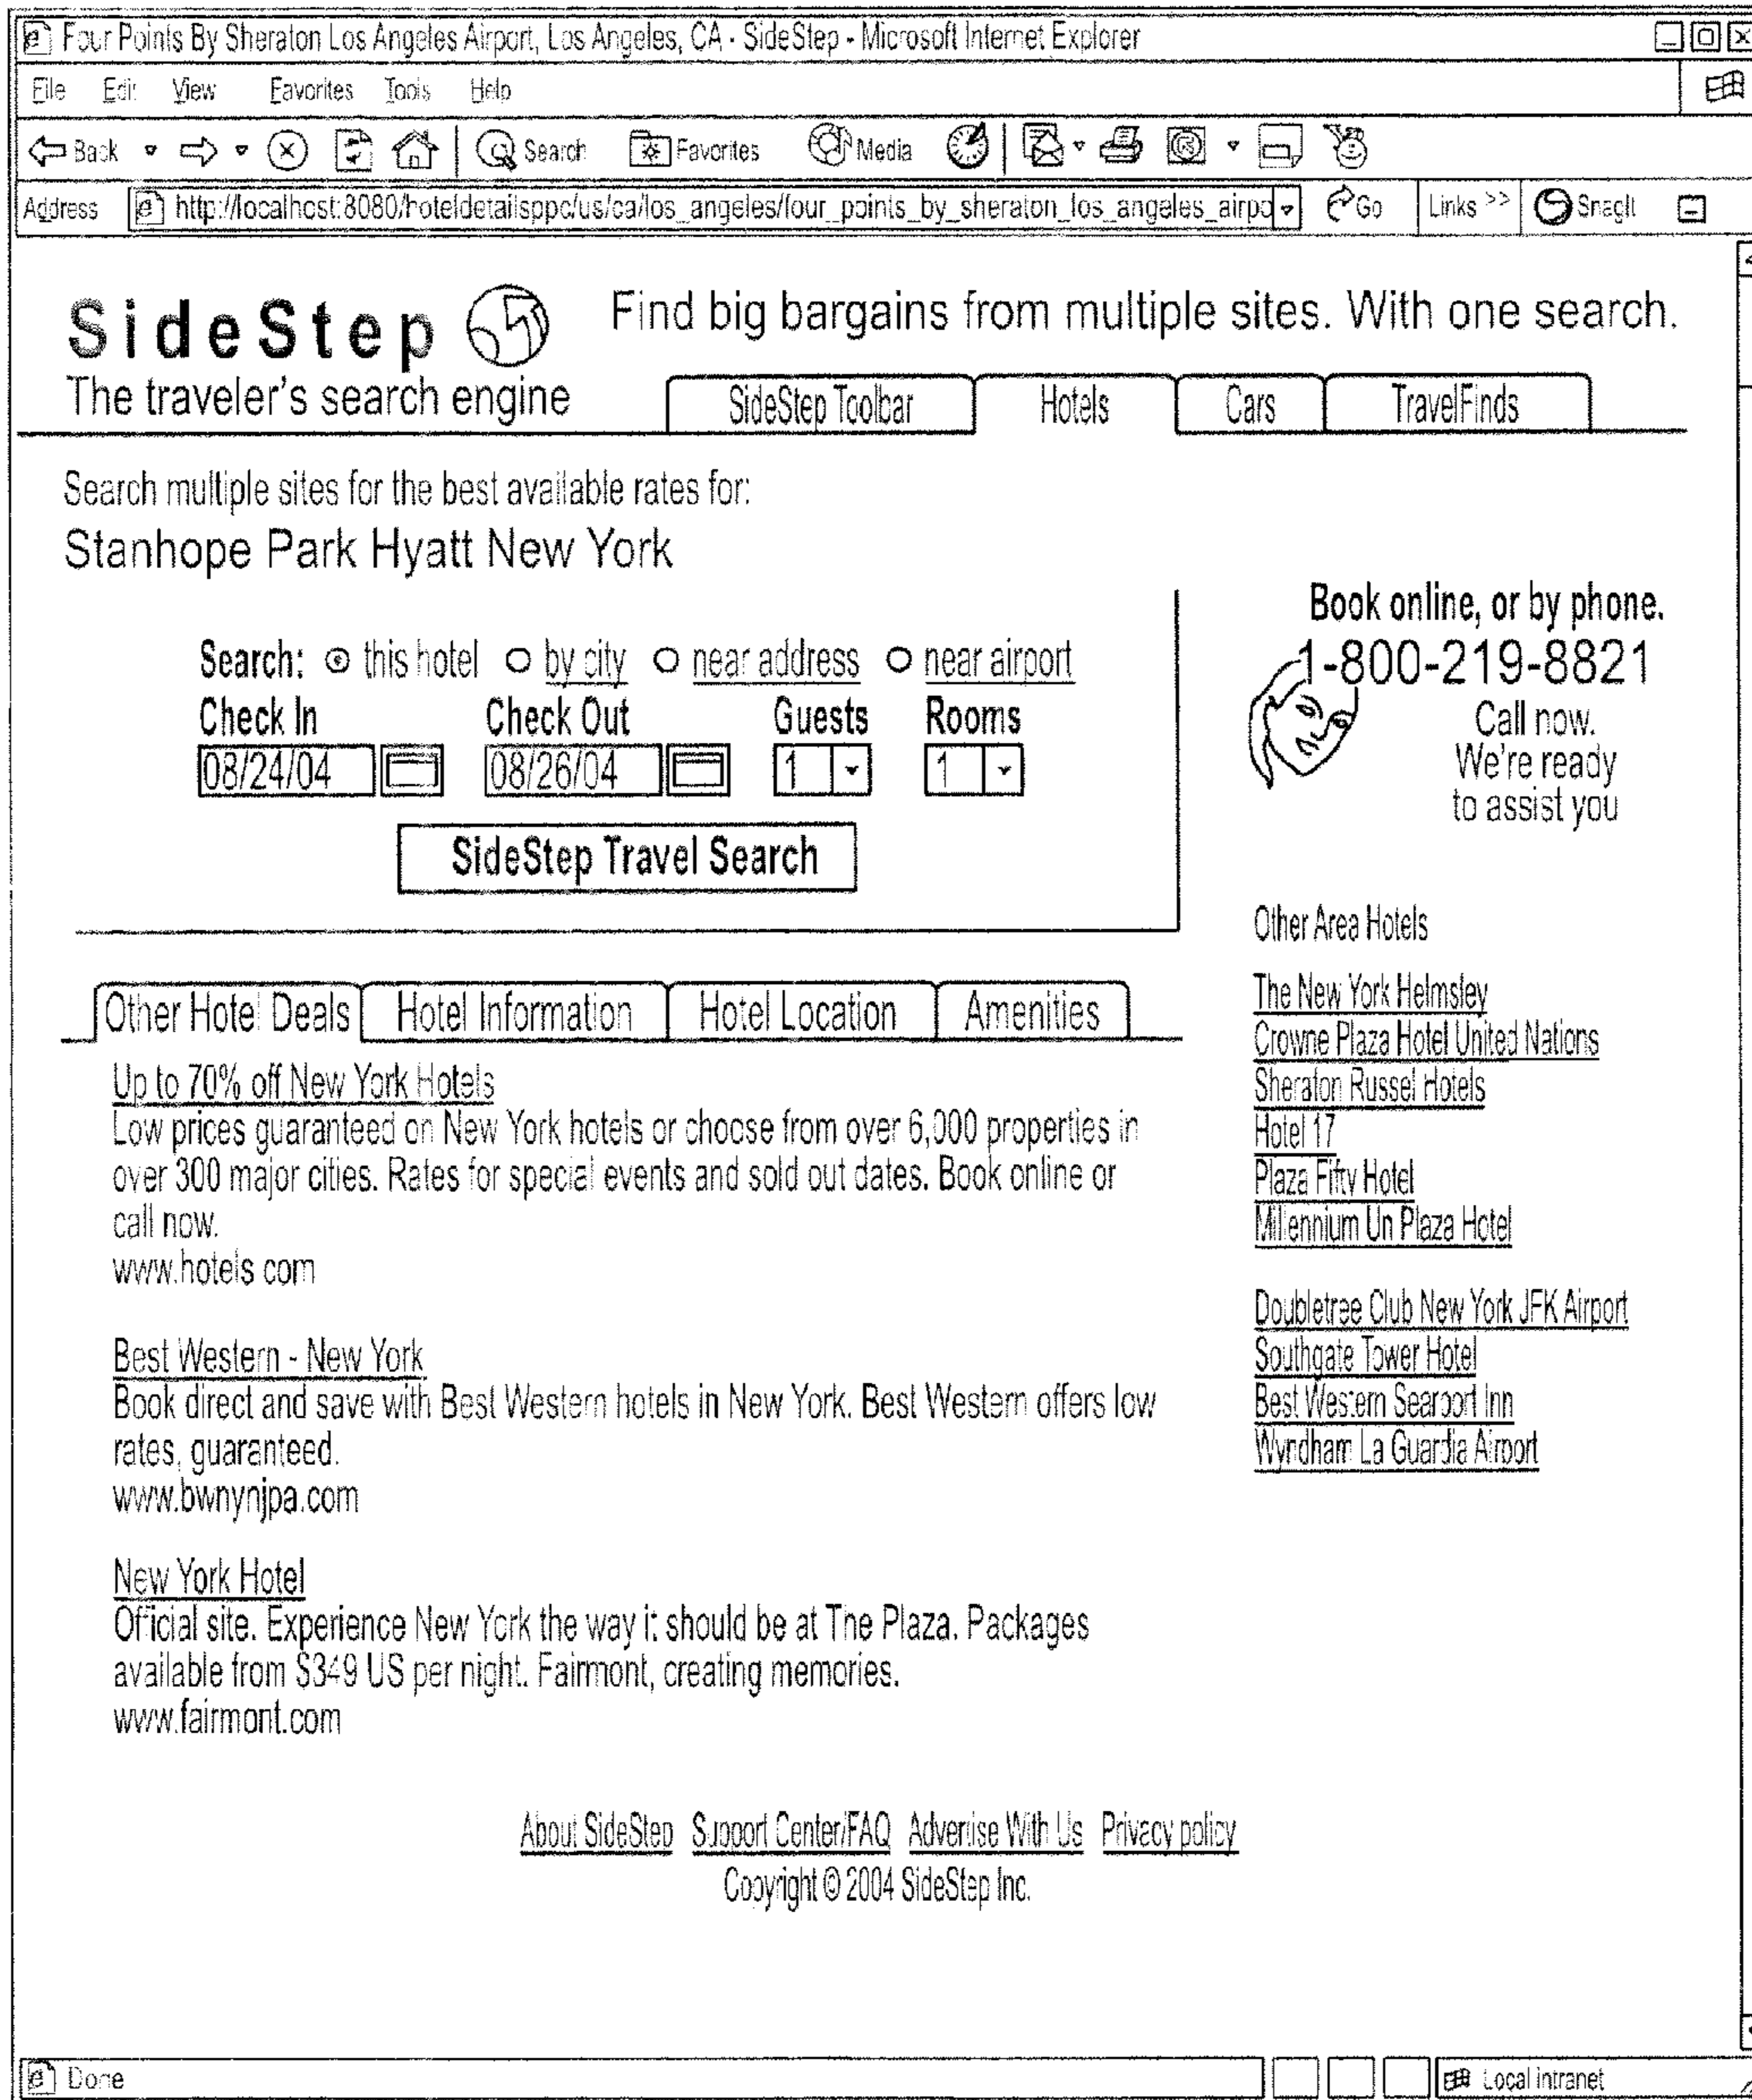 Four Points By Sheraton Los Angeles Airport, Los Angeles, CA - SideStep - Microsoft Internet Explorer
File Edit View Favorites Tools Help
Back Search Favorites Media
Address http://localhost:8080/hoteldetailsppc/us/ca/los_angeles/four_points_by_sheraton_los_angeles_airpo Go Links >> SnagIt
SideStep Find big bargains from multiple sites. With one search.
The traveler's search engine
SideStep Toolbar Hotels Cars TravelFinds
Search multiple sites for the best available rates for:
Stanhope Park Hyatt New York
Search: this hotel by city near address near airport
Check In Check Out Guests Rooms
08/24/04 08/26/04 1 1
SideStep Travel Search
Book online, or by phone.
1-800-219-8821
Call now.
We're ready
to assist you
Other Hotel Deals Hotel Information Hotel Location Amenities
Up to 70% off New York Hotels
Low prices guaranteed on New York hotels or choose from over 6,000 properties in
over 300 major cities. Rates for special events and sold out dates. Book online or
call now.
www.hotels.com
Best Western - New York
Book direct and save with Best Western hotels in New York. Best Western offers low
rates, guaranteed.
www.bwnynjpa.com
New York Hotel
Official site. Experience New York the way it should be at The Plaza. Packages
available from $349 US per night. Fairmont, creating memories.
www.fairmont.com
Other Area Hotels
The New York Helmsley
Crowne Plaza Hotel United Nations
Sheraton Russel Hotels
Hotel 17
Plaza Fifty Hotel
Millennium Un Plaza Hotel
Doubletree Club New York JFK Airport
Southgate Tower Hotel
Best Western Searport Inn
Wyndham La Guardia Airport
About SideStep Support Center/FAQ Advertise With Us Privacy policy
Copyright © 2004 SideStep Inc.
Done Local intranet